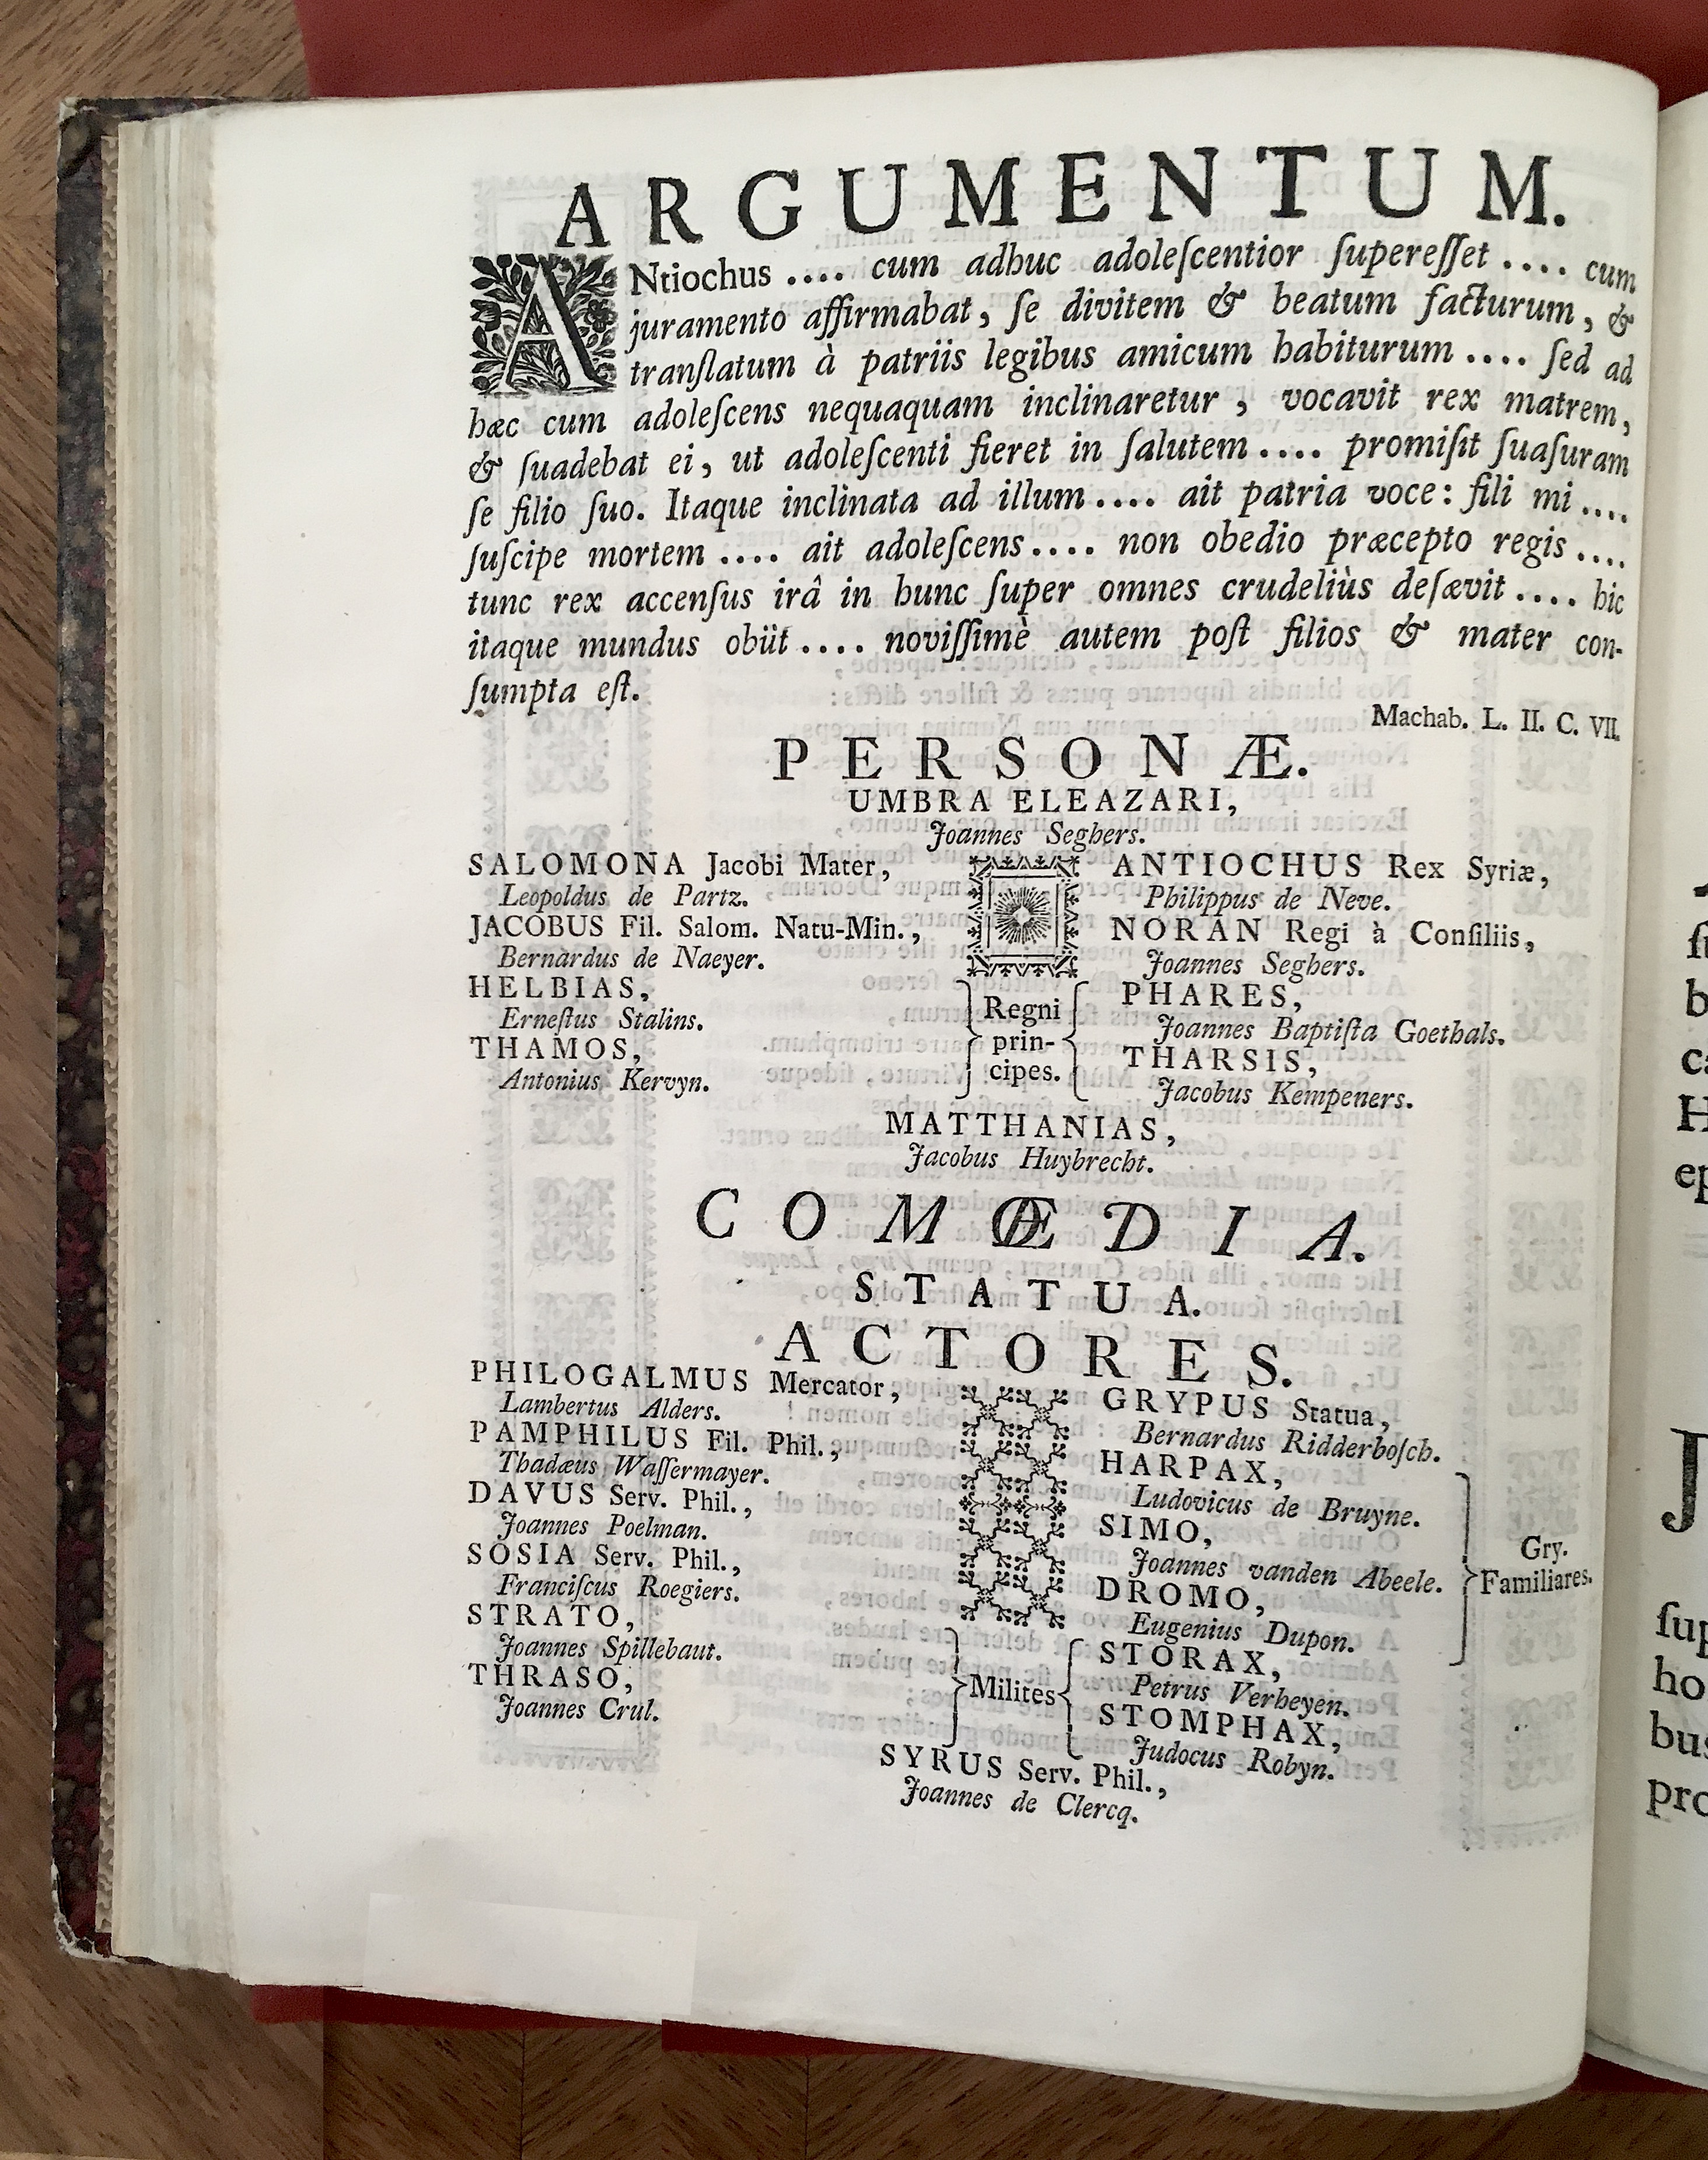 ARGUMENTUM.
ANtiochus .... cum adhuc adoleſcentior ſupereſſet .... cum
juramento affirmabat, ſe divitem & beatum facturum, &
tranſlatum à patriis legibus amicum habiturum .... ſed ad
hæc cum adoleſcens nequaquam inclinaretur, vocavit rex matrem,
& ſuadebat ei, ut adoleſcenti fieret in ſalutem .... promiſit ſuaſuram
ſe filio ſuo. Itaque inclinata ad illum .... ait patria voce: fili mi ....
ſuſcipe mortem .... ait adoleſcens .... non obedio præcepto regis ....
tunc rex accenſus irâ in hunc ſuper omnes crudeliùs deſævit .... hic
itaque mundus obiit .... noviſſimè autem poſt filios & mater con-
ſumpta eſt.
Machab. L. II. C. VII.
PERSONÆ.
UMBRA ELEAZARI,
Joannes Seghers.
SALOMONA Jacobi Mater,
Leopoldus de Partz.
JACOBUS Fil. Salom. Natu-Min.,
Bernardus de Naeyer.
HELBIAS,
Erneſtus Stalins.
THAMOS,
Antonius Kervyn.
Regni
prin-
cipes.
ANTIOCHUS Rex Syriæ,
Philippus de Neve.
NORAN Regi à Conſiliis,
Joannes Seghers.
PHARES,
Joannes Baptiſta Goethals.
THARSIS,
Jacobus Kempeners.
MATTHANIAS,
Jacobus Huybrecht.
COMŒDIA.
STATUA.
ACTORES.
PHILOGALMUS Mercator,
Lambertus Alders.
PAMPHILUS Fil. Phil.,
Thadæus Waſſermayer.
DAVUS Serv. Phil.,
Joannes Poelman.
SOSIA Serv. Phil.,
Franciſcus Roegiers.
STRATO,
Joannes Spillebaut.
THRASO,
Joannes Crul.
Milites
GRYPUS Statua,
Bernardus Ridderboſch.
HARPAX,
Ludovicus de Bruyne.
SIMO,
Joannes vanden Abeele.
DROMO,
Eugenius Dupon.
Gry.
Familiares.
STORAX,
Petrus Verheyen.
STOMPHAX,
Judocus Robyn.
SYRUS Serv. Phil.,
Joannes de Clercq.